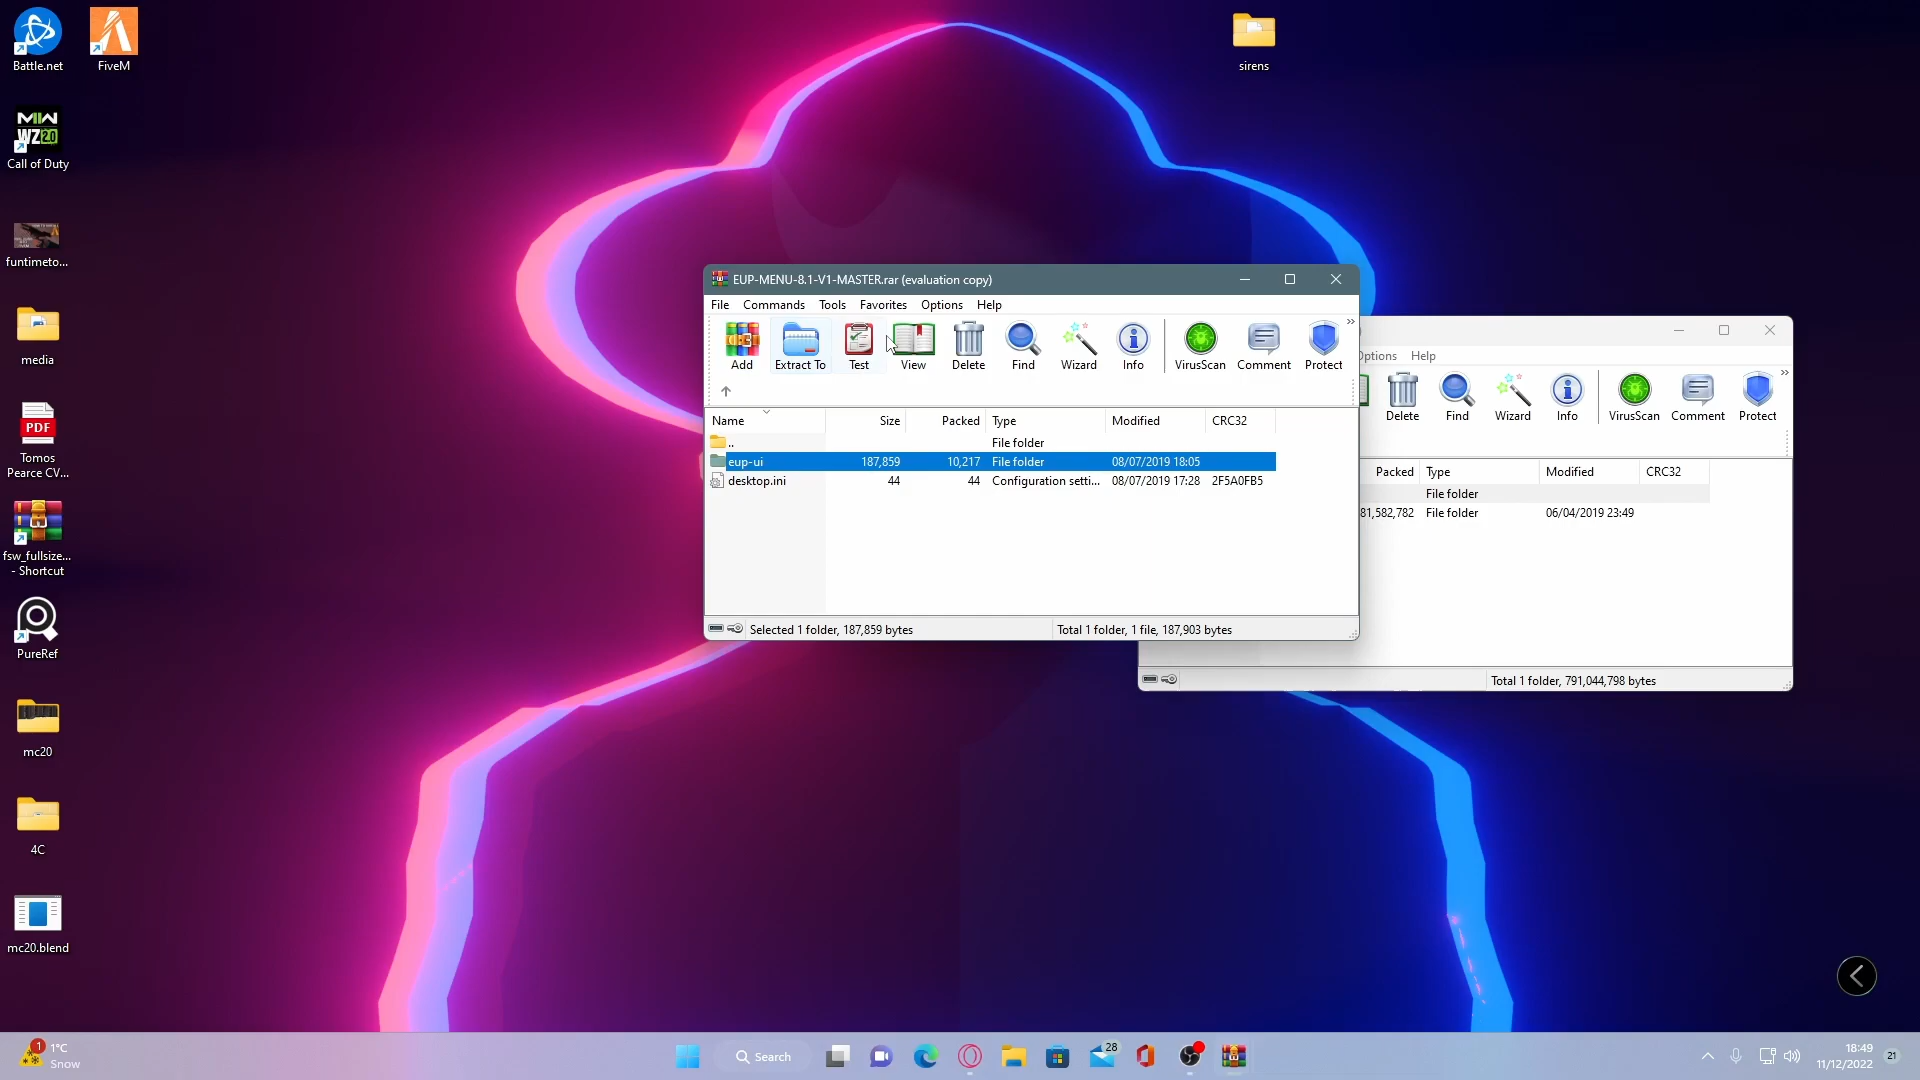 Battle.net
FiveM
MW
WZ 2.0
Call of Duty
funtimeto...
media
PDF
Tomos
Pearce CV...
fsw_fullsize...
- Shortcut
PureRef
mc20
4C
mc20.blend
sirens
EUP-MENU-8.1-V1-MASTER.rar (evaluation copy)
File Commands Tools Favorites Options Help
Add Extract To Test View Delete Find Wizard Info VirusScan Comment Protect
Name Size Packed Type Modified CRC32
.. File folder
eup-ui 187,859 10,217 File folder 08/07/2019 18:05
desktop.ini 44 44 Configuration setti... 08/07/2019 17:28 2F5A0FB5
Selected 1 folder, 187,859 bytes Total 1 folder, 1 file, 187,903 bytes
Options Help
Delete Find Wizard Info VirusScan Comment Protect
Packed Type Modified CRC32
File folder
81,582,782 File folder 06/04/2019 23:49
Total 1 folder, 791,044,798 bytes
1
1°C
Snow
Search
28
18:49
11/12/2022
21